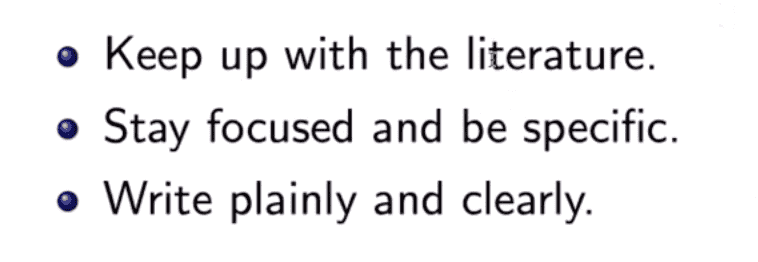 Keep up with the literature.
Stay focused and be specific.
Write plainly and clearly.